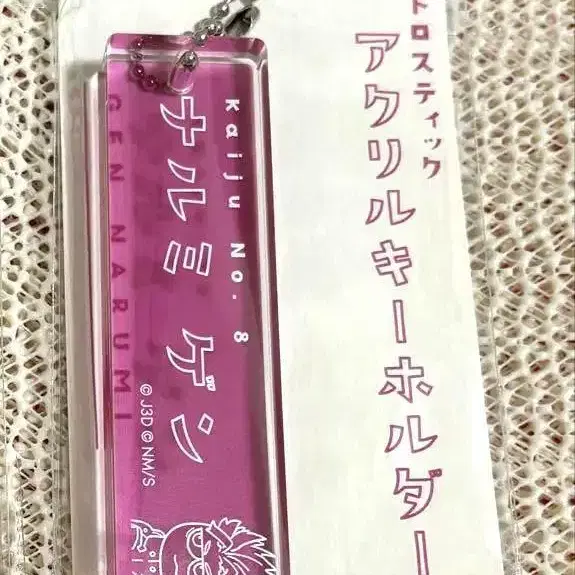 トロスティック
アクリルキーホルダー
Kaiju No. 8
ナルミ ゲン
GEN NARUMI
© J3D © NM/S